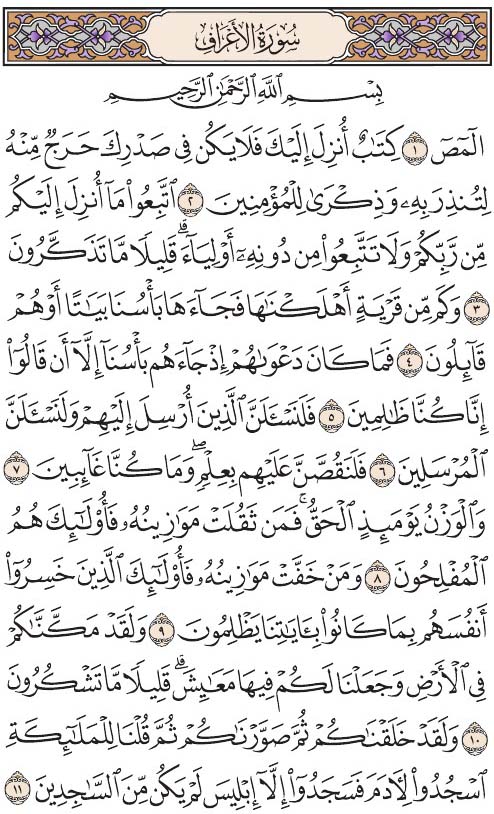 سُورَةُ الأَعْرَافِ
بِسْمِ ٱللَّهِ ٱلرَّحْمَٰنِ ٱلرَّحِيمِ
الٓمٓصٓ ١ كِتَٰبٌ أُنزِلَ إِلَيْكَ فَلَا يَكُن فِى صَدْرِكَ حَرَجٌ مِّنْهُ
لِتُنذِرَ بِهِۦ وَذِكْرَىٰ لِلْمُؤْمِنِينَ ٢ ٱتَّبِعُوا۟ مَآ أُنزِلَ إِلَيْكُم
مِّن رَّبِّكُمْ وَلَا تَتَّبِعُوا۟ مِن دُونِهِۦٓ أَوْلِيَآءَ ۗ قَلِيلًا مَّا تَذَكَّرُونَ
٣ وَكَم مِّن قَرْيَةٍ أَهْلَكْنَٰهَا فَجَآءَهَا بَأْسُنَا بَيَٰتًا أَوْ هُمْ
قَآئِلُونَ ٤ فَمَا كَانَ دَعْوَىٰهُمْ إِذْ جَآءَهُم بَأْسُنَآ إِلَّآ أَن قَالُوٓا۟
إِنَّا كُنَّا ظَٰلِمِينَ ٥ فَلَنَسْـَٔلَنَّ ٱلَّذِينَ أُرْسِلَ إِلَيْهِمْ وَلَنَسْـَٔلَنَّ
ٱلْمُرْسَلِينَ ٦ فَلَنَقُصَّنَّ عَلَيْهِم بِعِلْمٍ ۖ وَمَا كُنَّا غَآئِبِينَ ٧
وَٱلْوَزْنُ يَوْمَئِذٍ ٱلْحَقُّ ۚ فَمَن ثَقُلَتْ مَوَٰزِينُهُۥ فَأُو۟لَٰٓئِكَ هُمُ
ٱلْمُفْلِحُونَ ٨ وَمَنْ خَفَّتْ مَوَٰزِينُهُۥ فَأُو۟لَٰٓئِكَ ٱلَّذِينَ خَسِرُوٓا۟
أَنفُسَهُم بِمَا كَانُوا۟ بِـَٔايَٰتِنَا يَظْلِمُونَ ٩ وَلَقَدْ مَكَّنَّٰكُمْ
فِى ٱلْأَرْضِ وَجَعَلْنَا لَكُمْ فِيهَا مَعَٰيِشَ ۗ قَلِيلًا مَّا تَشْكُرُونَ
١٠ وَلَقَدْ خَلَقْنَٰكُمْ ثُمَّ صَوَّرْنَٰكُمْ ثُمَّ قُلْنَا لِلْمَلَٰٓئِكَةِ
ٱسْجُدُوا۟ لِـَٔادَمَ فَسَجَدُوٓا۟ إِلَّآ إِبْلِيسَ لَمْ يَكُن مِّنَ ٱلسَّٰجِدِينَ ١١